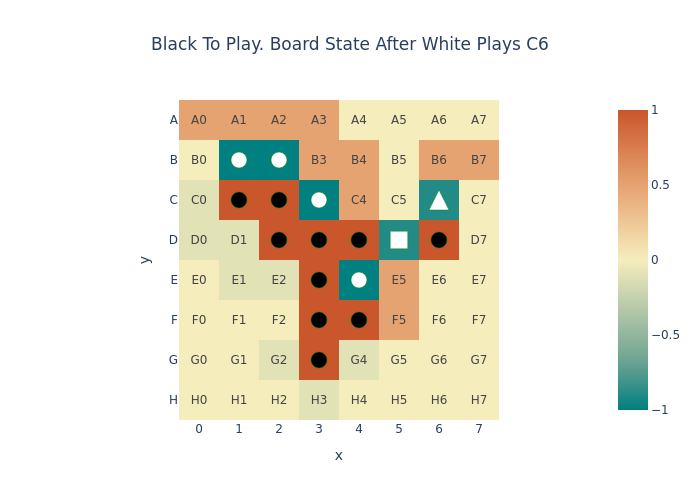 Black To Play. Board State After White Plays C6
A A0 A1 A2 A3 A4 A5 A6 A7
B B0 B3 B4 B5 B6 B7
C C0 C4 C5 C7
D D0 D1 D7
E E0 E1 E2 E5 E6 E7
F F0 F1 F2 F5 F6 F7
G G0 G1 G2 G4 G5 G6 G7
H H0 H1 H2 H3 H4 H5 H6 H7
0 1 2 3 4 5 6 7
x
y
1
0.5
0
−0.5
−1